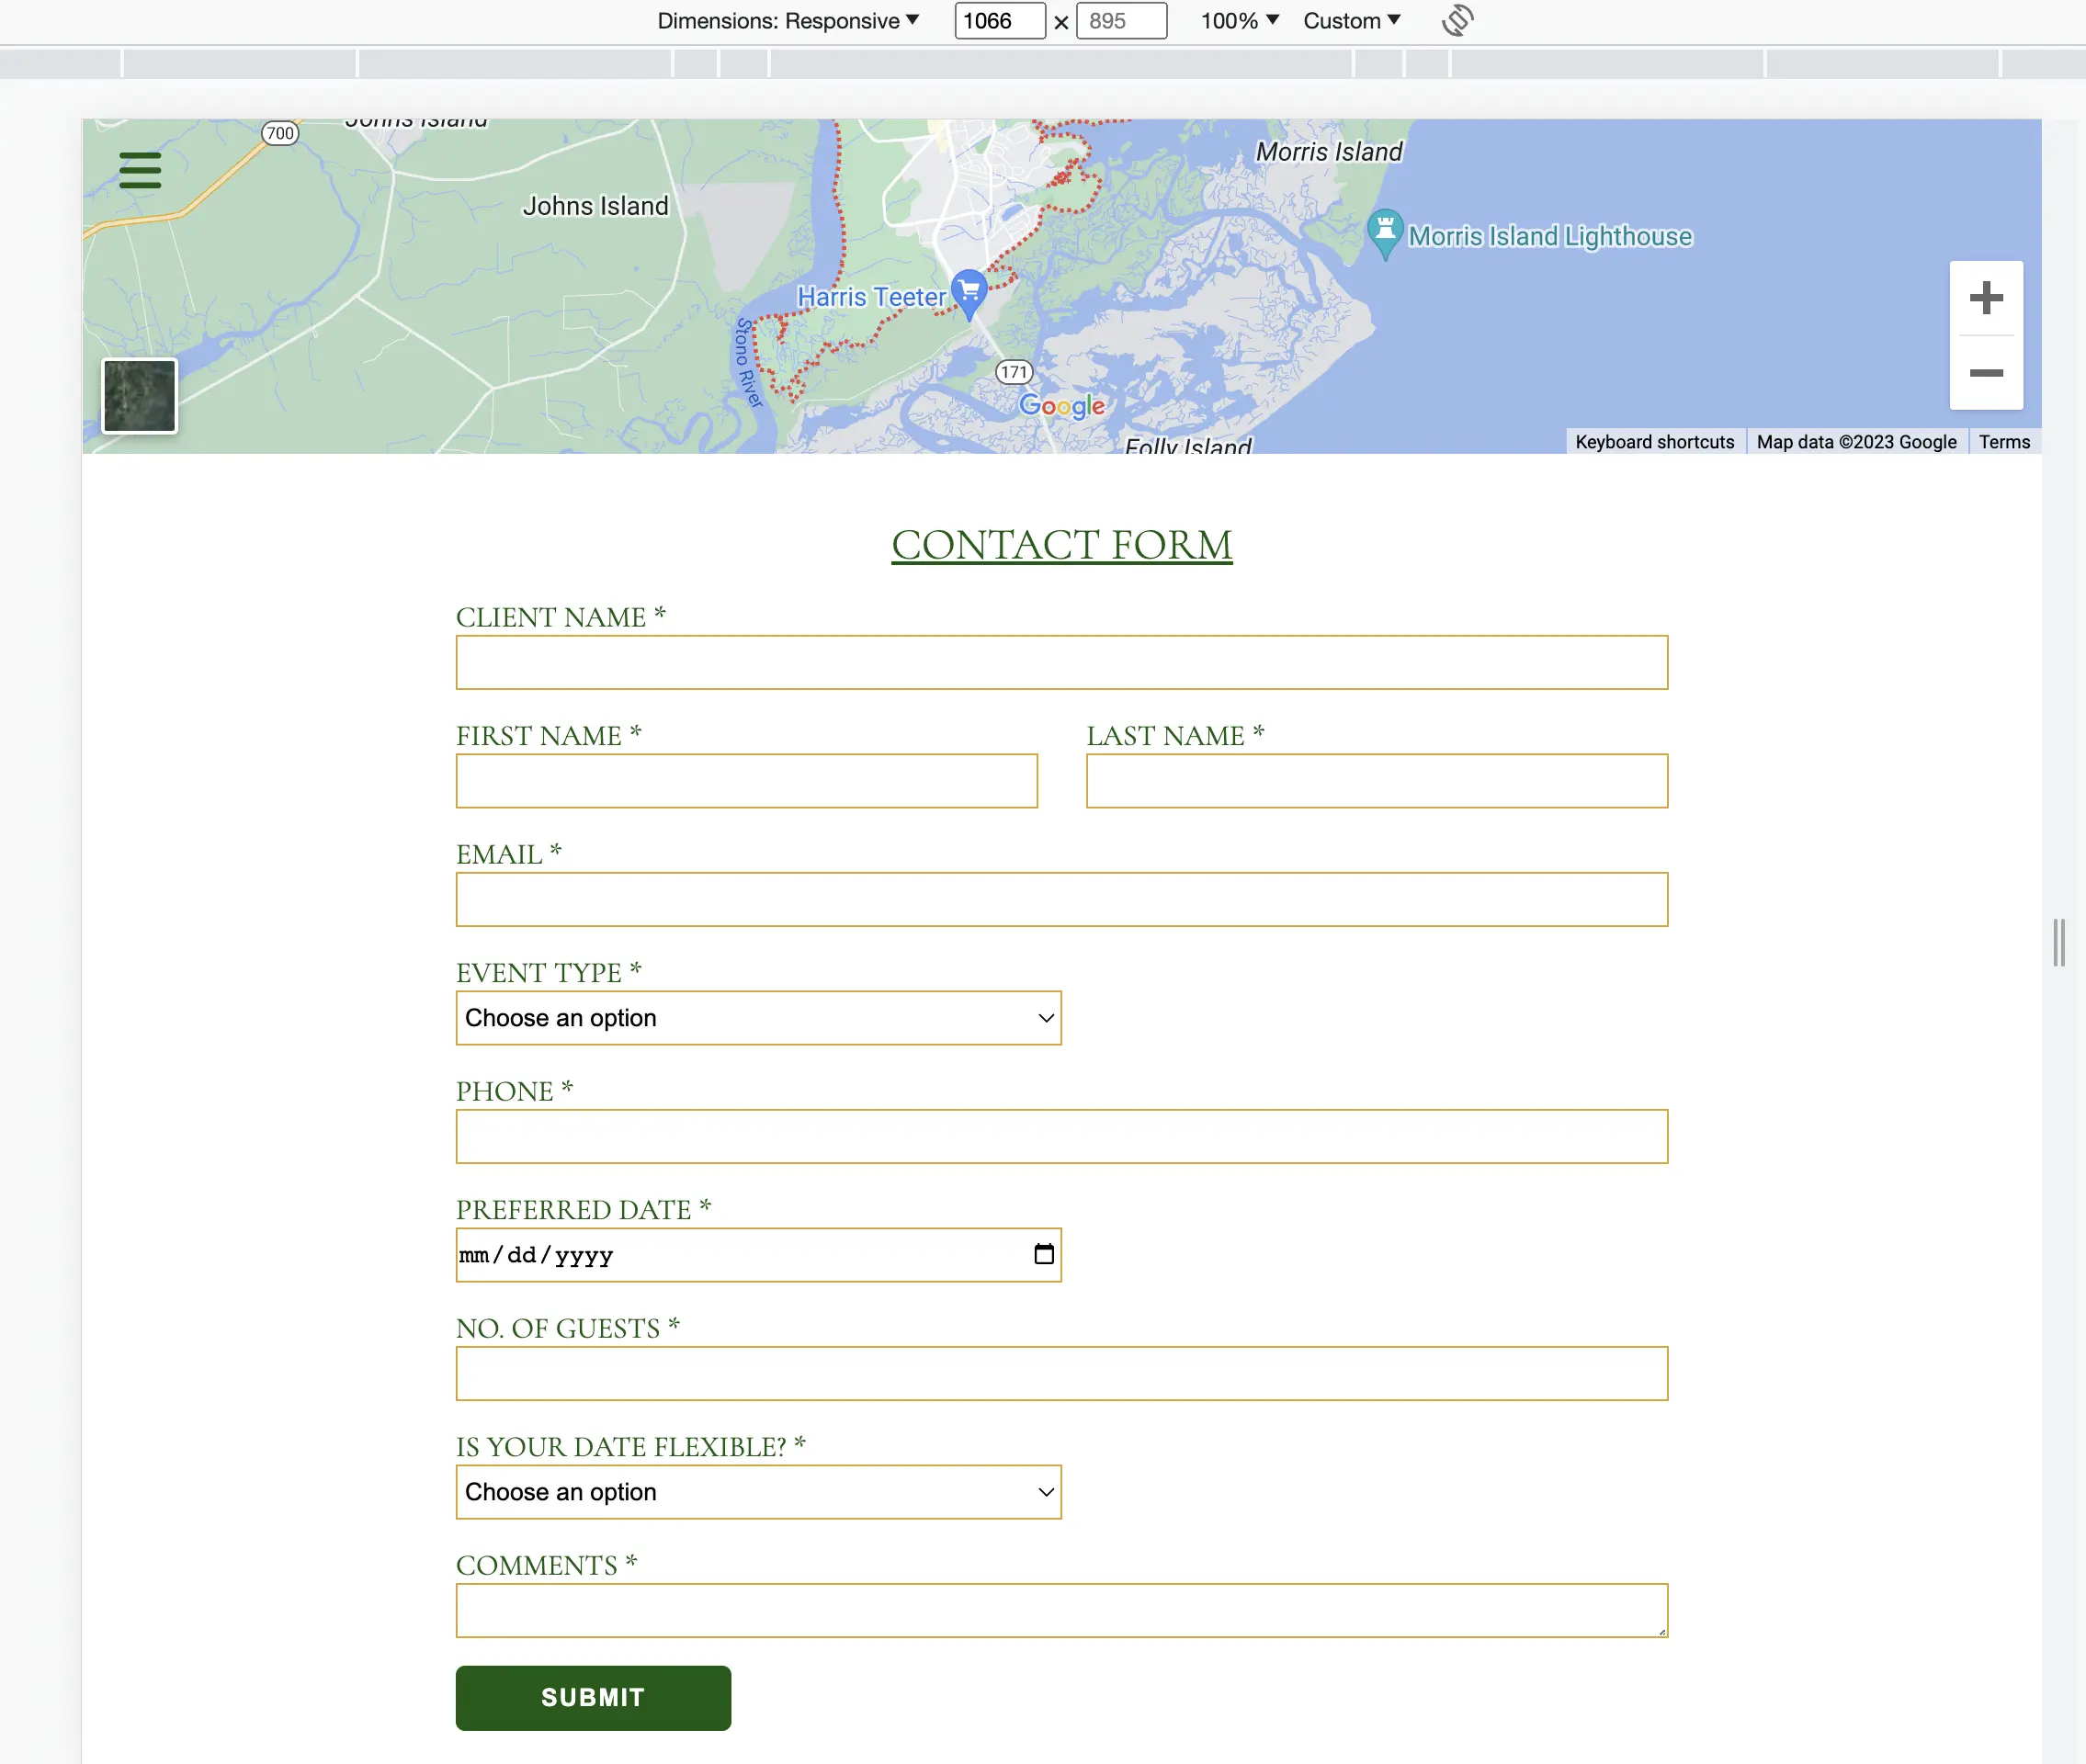 Dimensions: Responsive 1066 × 895 100% Custom
Johns Island
700
Morris Island
Johns Island
Morris Island Lighthouse
Harris Teeter
Stono River
171
Google
Folly Island
Keyboard shortcuts Map data ©2023 Google Terms
CONTACT FORM
CLIENT NAME *
FIRST NAME * LAST NAME *
EMAIL *
EVENT TYPE *
Choose an option
PHONE *
PREFERRED DATE *
mm/dd/yyyy
NO. OF GUESTS *
IS YOUR DATE FLEXIBLE? *
Choose an option
COMMENTS *
SUBMIT